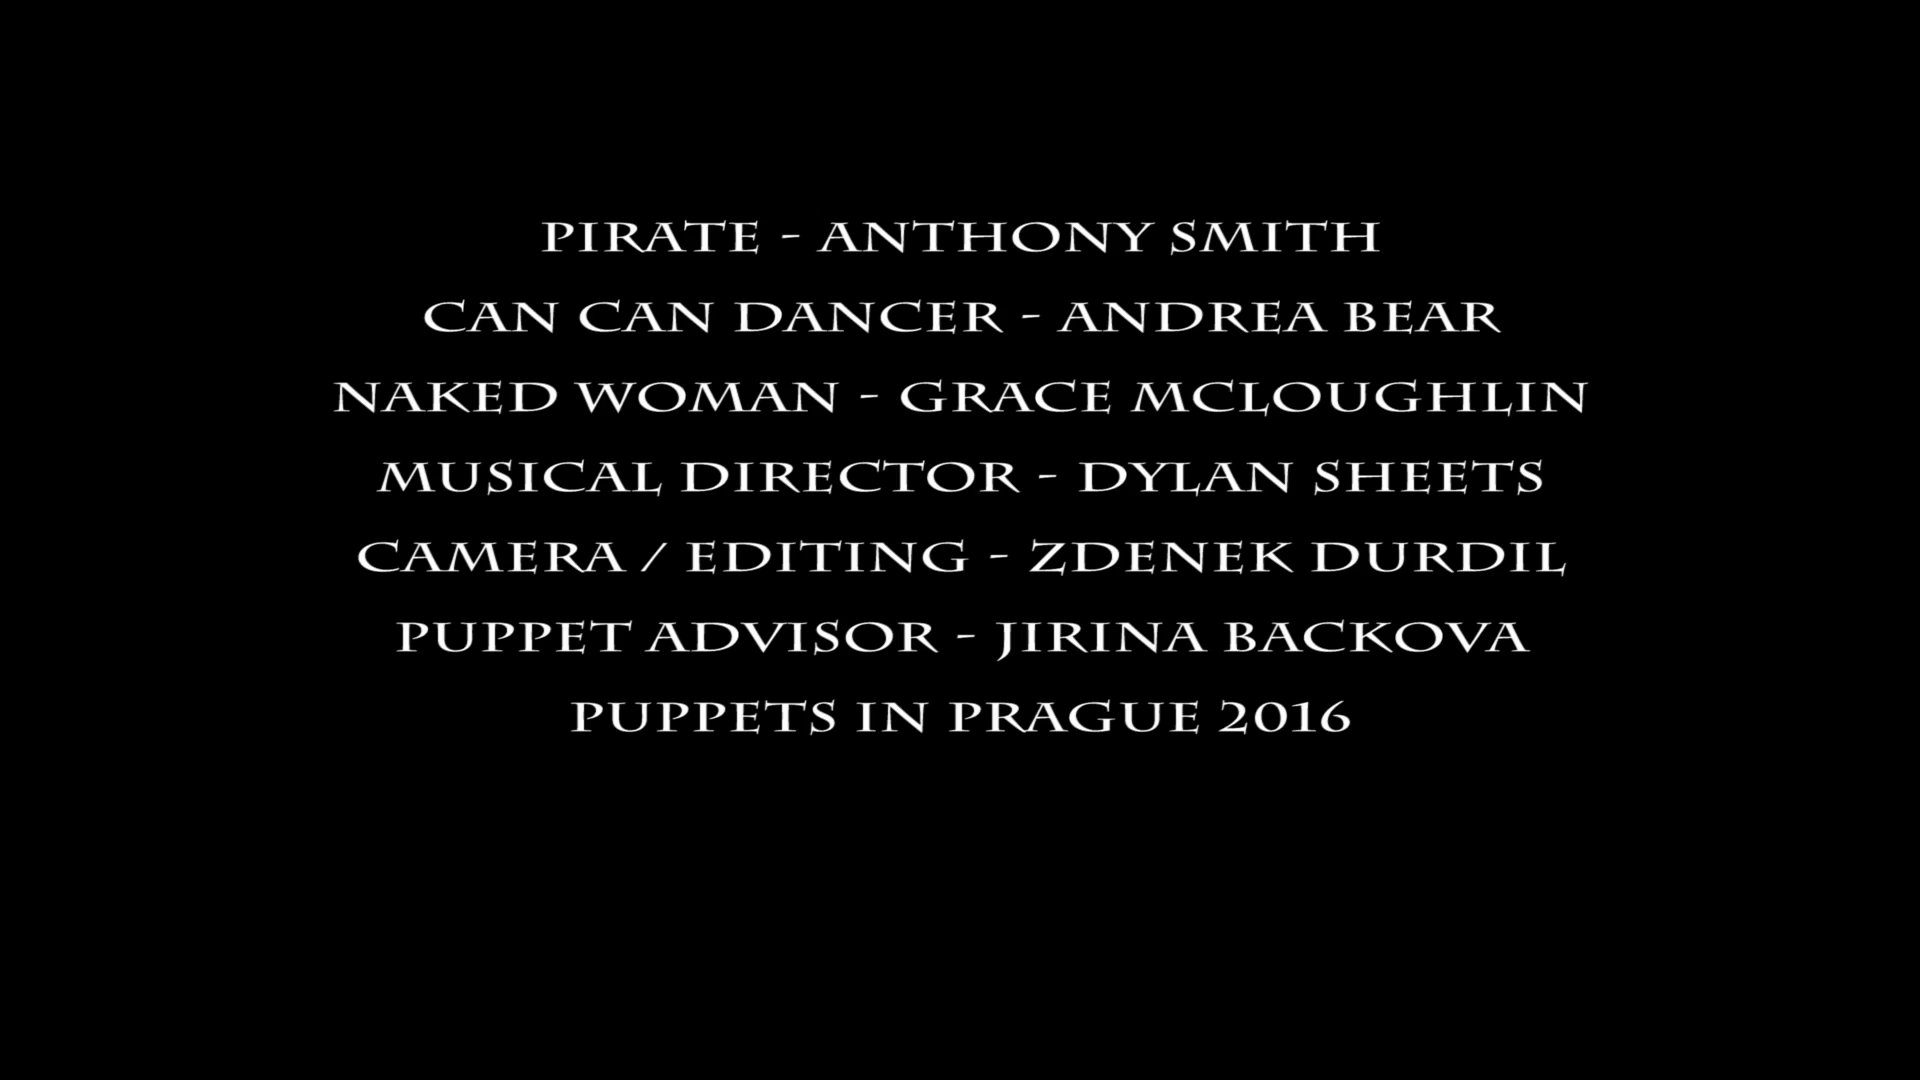 PIRATE - ANTHONY SMITH
CAN CAN DANCER - ANDREA BEAR
NAKED WOMAN - GRACE MCLOUGHLIN
MUSICAL DIRECTOR - DYLAN SHEETS
CAMERA / EDITING - ZDENEK DURDIL
PUPPET ADVISOR - JIRINA BACKOVA
PUPPETS IN PRAGUE 2016